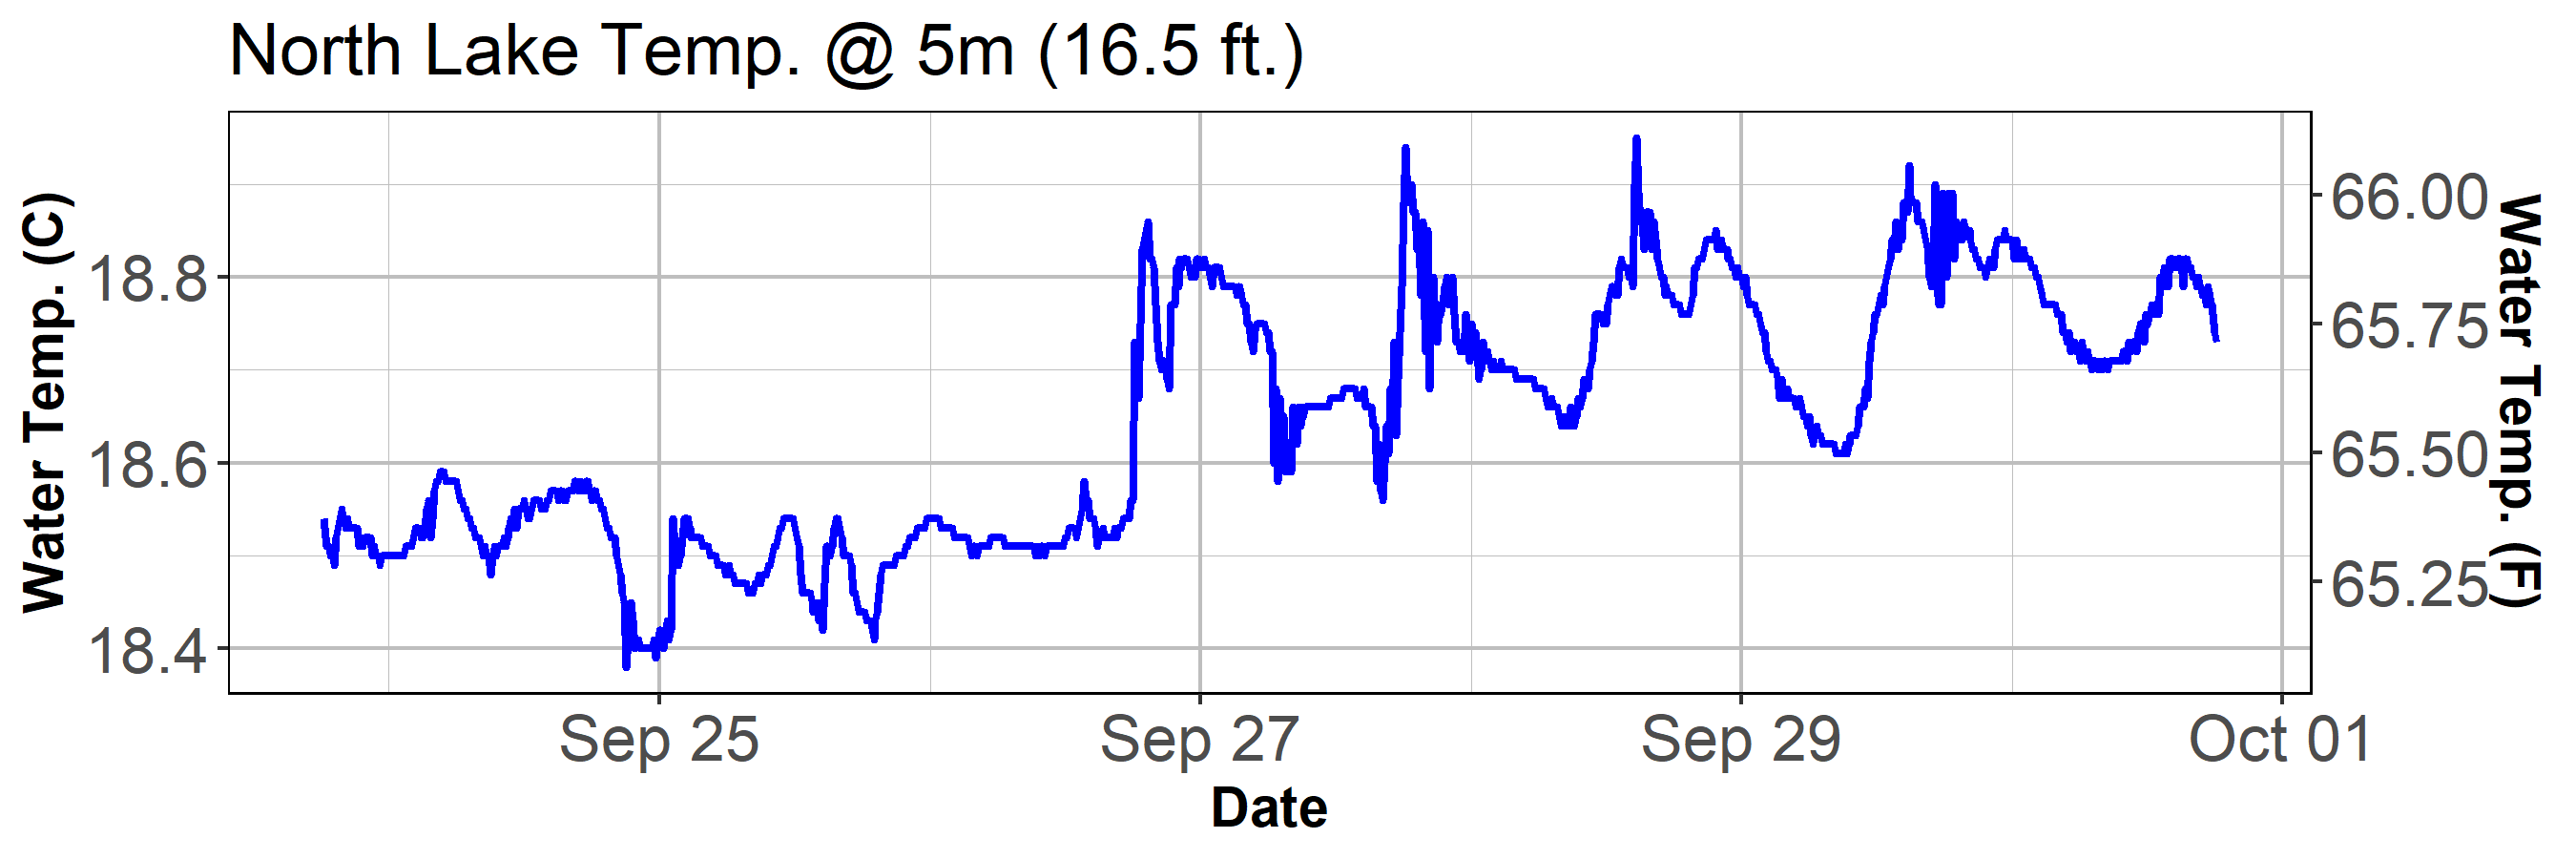 North Lake Temp. @ 5m (16.5 ft.)
Water Temp. (C)
18.8
18.6
18.4
66.00
65.75
65.50
65.25
Water Temp. (F)
Sep 25
Sep 27
Sep 29
Oct 01
Date